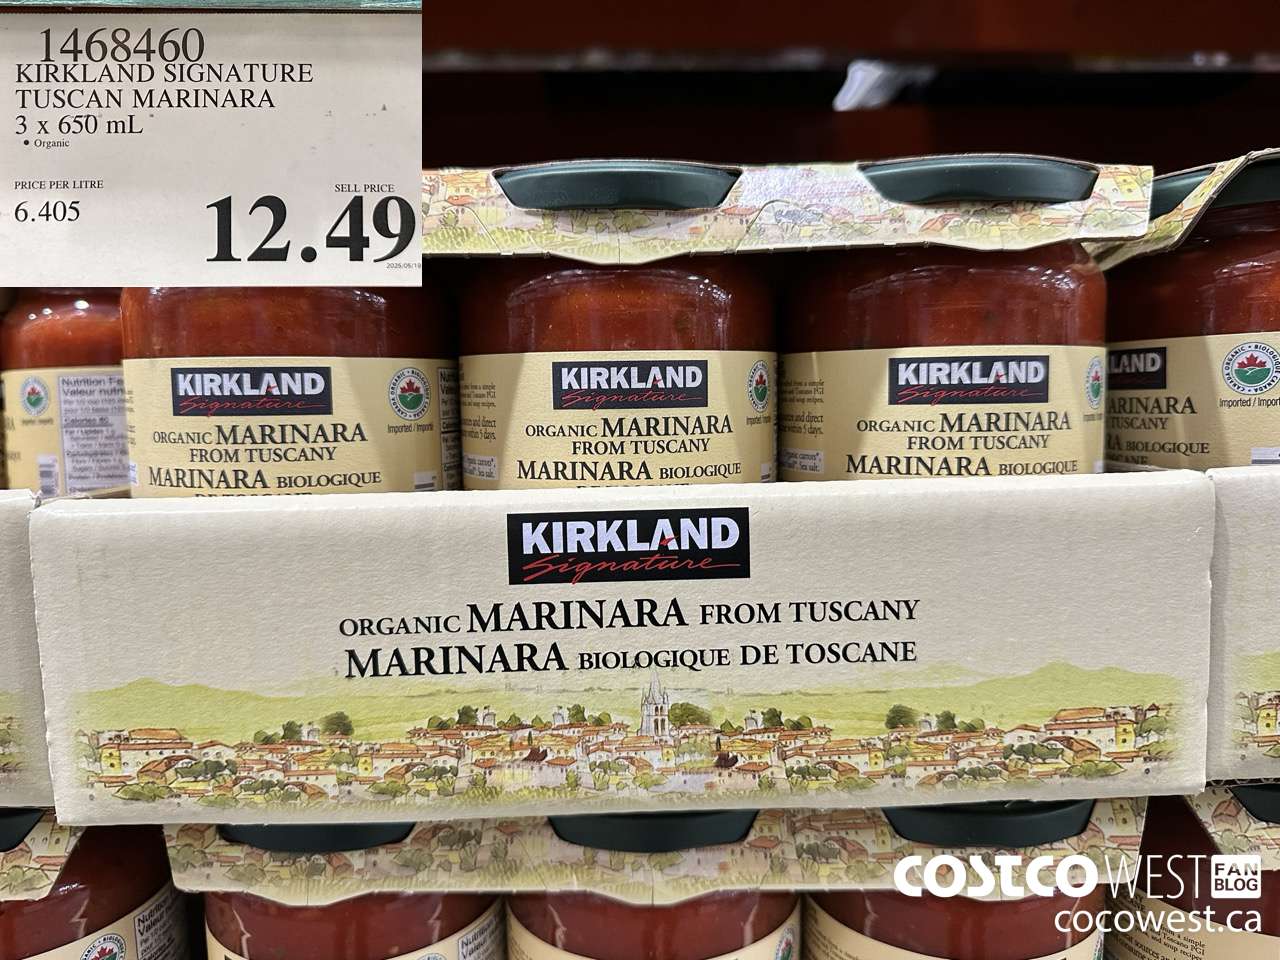 1468460
KIRKLAND SIGNATURE
TUSCAN MARINARA
3 x 650 mL
• Organic
PRICE PER LITRE
6.405
SELL PRICE
12.49
KIRKLAND
Signature
ORGANIC MARINARA
FROM TUSCANY
MARINARA BIOLOGIQUE
Imported / Importé
KIRKLAND
Signature
ORGANIC MARINARA
FROM TUSCANY
MARINARA BIOLOGIQUE
KIRKLAND
Signature
ORGANIC MARINARA
FROM TUSCANY
MARINARA BIOLOGIQUE
KIRKLAND
Signature
ORGANIC MARINARA FROM TUSCANY
MARINARA BIOLOGIQUE DE TOSCANE
COSTCO WEST FAN BLOG
cocowest.ca